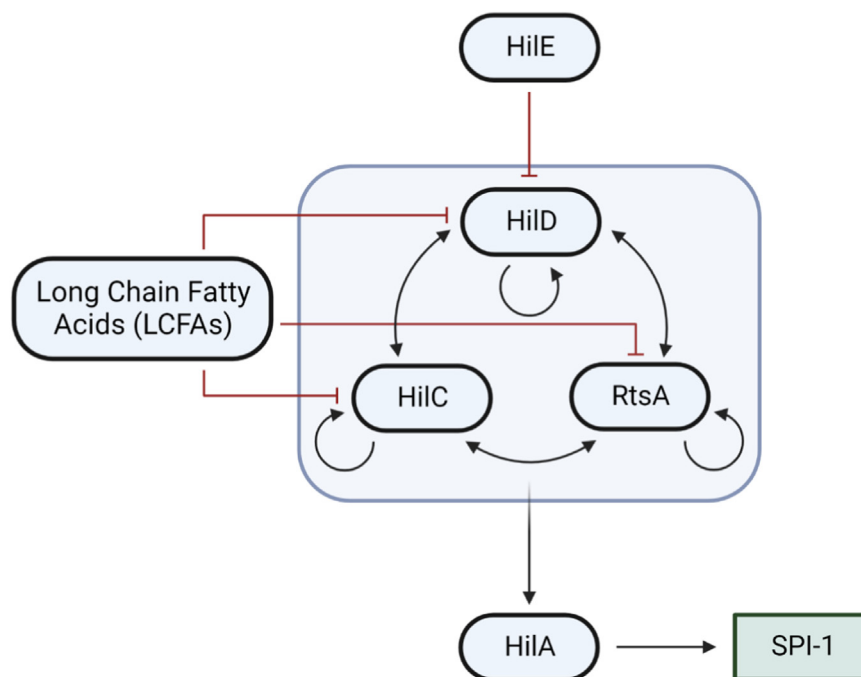 HilE
HilD
Long Chain Fatty
Acids (LCFAs)
HilC
RtsA
HilA
SPI-1